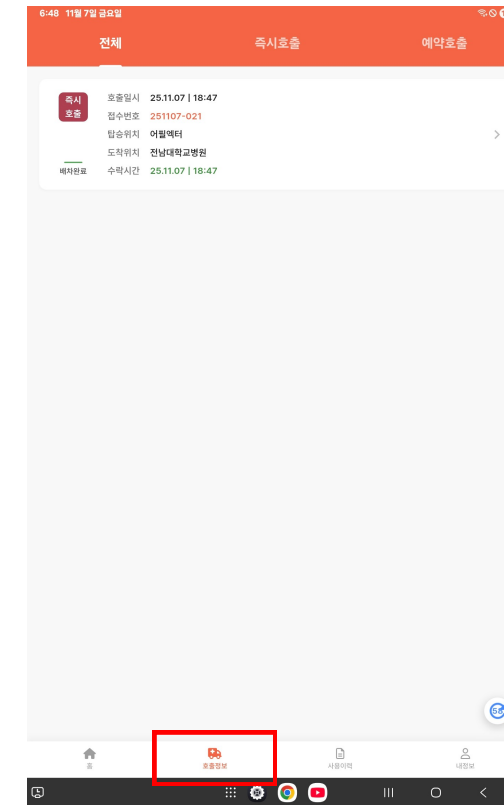 6:48 11월 7일 금요일
전체 즉시호출 예약호출
즉시
호출
배차완료
호출일시 25.11.07 | 18:47
접수번호 251107-021
탑승위치 어필엑터
도착위치 전남대학교병원
수락시간 25.11.07 | 18:47
홈 호출정보 사용이력 내정보